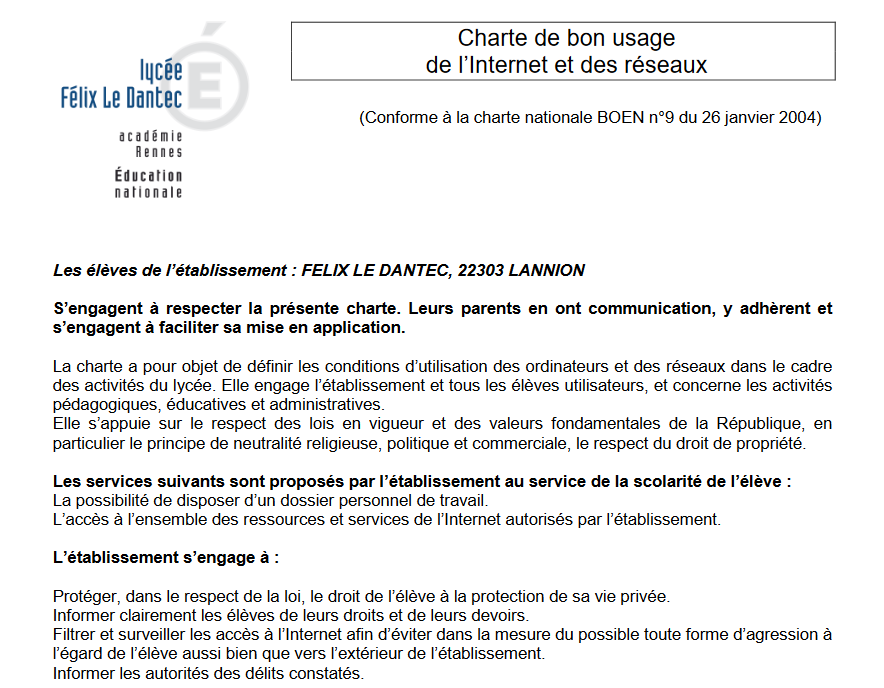 lycée
Félix Le Dantec
académie
Rennes
Éducation
nationale
Charte de bon usage
de l’Internet et des réseaux
(Conforme à la charte nationale BOEN n°9 du 26 janvier 2004)
Les élèves de l’établissement : FELIX LE DANTEC, 22303 LANNION
S’engagent à respecter la présente charte. Leurs parents en ont communication, y adhèrent et
s’engagent à faciliter sa mise en application.
La charte a pour objet de définir les conditions d’utilisation des ordinateurs et des réseaux dans le cadre
des activités du lycée. Elle engage l’établissement et tous les élèves utilisateurs, et concerne les activités
pédagogiques, éducatives et administratives.
Elle s’appuie sur le respect des lois en vigueur et des valeurs fondamentales de la République, en
particulier le principe de neutralité religieuse, politique et commerciale, le respect du droit de propriété.
Les services suivants sont proposés par l’établissement au service de la scolarité de l’élève :
La possibilité de disposer d’un dossier personnel de travail.
L’accès à l’ensemble des ressources et services de l’Internet autorisés par l’établissement.
L’établissement s’engage à :
Protéger, dans le respect de la loi, le droit de l’élève à la protection de sa vie privée.
Informer clairement les élèves de leurs droits et de leurs devoirs.
Filtrer et surveiller les accès à l’Internet afin d’éviter dans la mesure du possible toute forme d’agression à
l’égard de l’élève aussi bien que vers l’extérieur de l’établissement.
Informer les autorités des délits constatés.